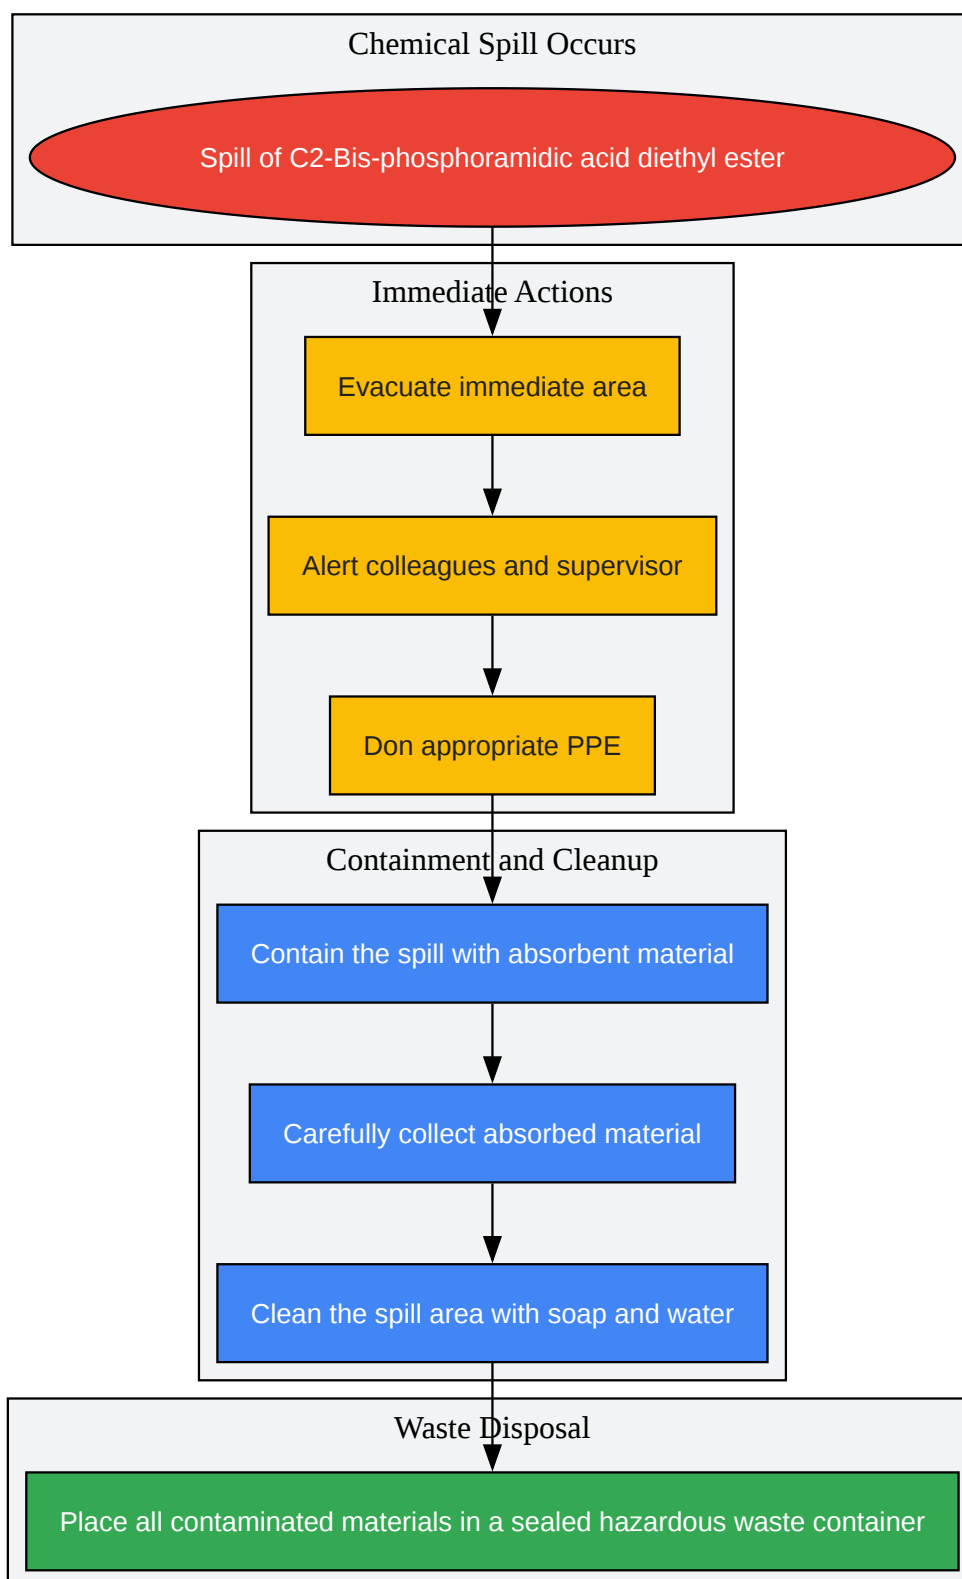 Chemical Spill Occurs
Spill of C2-Bis-phosphoramidic acid diethyl ester
Immediate Actions
Evacuate immediate area
Alert colleagues and supervisor
Don appropriate PPE
Containment and Cleanup
Contain the spill with absorbent material
Carefully collect absorbed material
Clean the spill area with soap and water
Waste Disposal
Place all contaminated materials in a sealed hazardous waste container